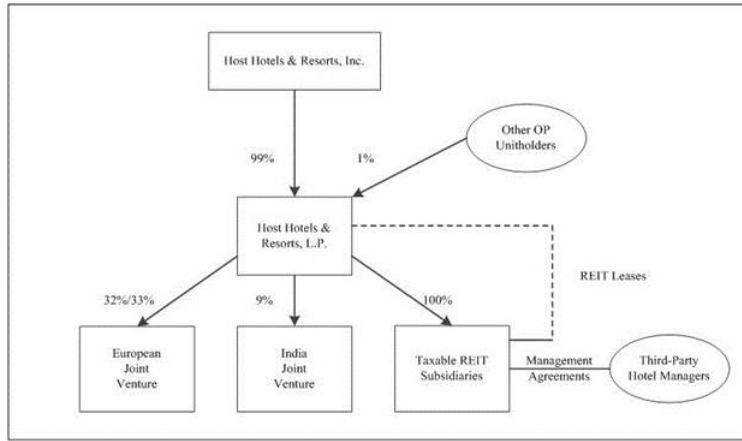 Host Hotels & Resorts, Inc.
Other OP
Unitholders
99%
1%
Host Hotels &
Resorts, L.P.
REIT Leases
32%/33%
9%
100%
European
Joint
Venture
India
Joint
Venture
Taxable REIT
Subsidiaries
Management
Agreements
Third-Party
Hotel Managers